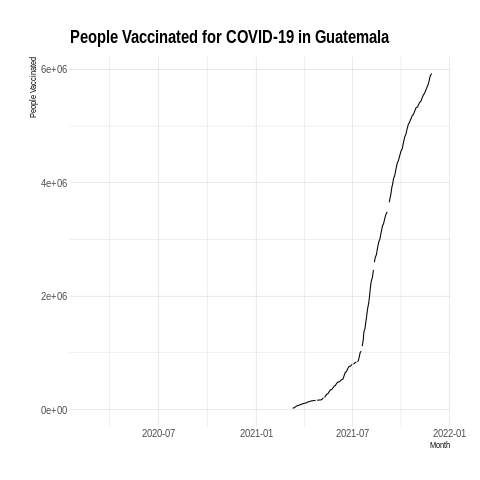 People Vaccinated for COVID-19 in Guatemala
People Vaccinated
6e+06
4e+06
2e+06
0e+00
2020-07 2021-01 2021-07 2022-01
Month